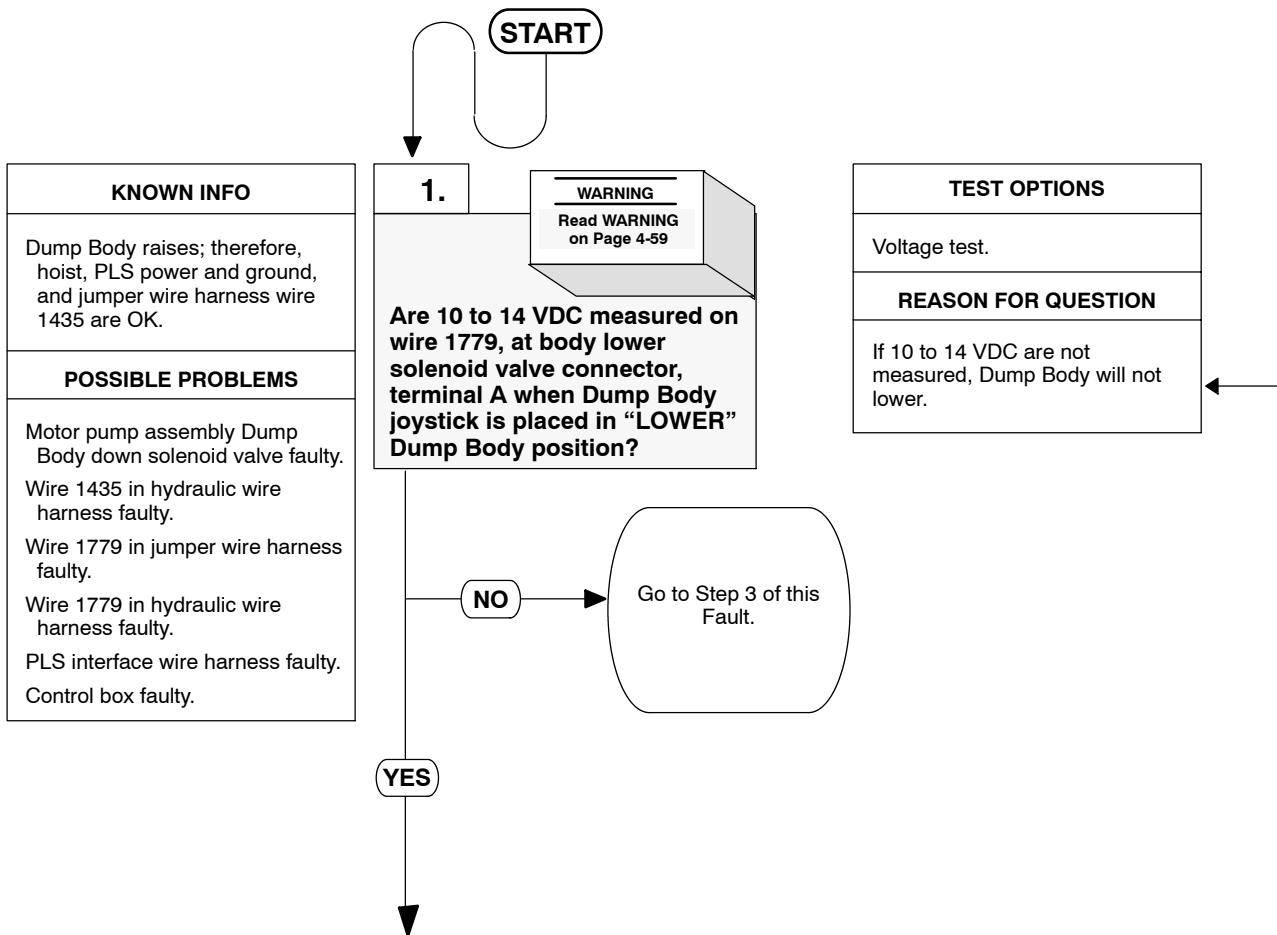 START
KNOWN INFO
Dump Body raises; therefore,
hoist, PLS power and ground,
and jumper wire harness wire
1435 are OK.
POSSIBLE PROBLEMS
Motor pump assembly Dump
Body down solenoid valve faulty.
Wire 1435 in hydraulic wire
harness faulty.
Wire 1779 in jumper wire harness
faulty.
Wire 1779 in hydraulic wire
harness faulty.
PLS interface wire harness faulty.
Control box faulty.
1.
WARNING
Read WARNING
on Page 4-59
Are 10 to 14 VDC measured on
wire 1779, at body lower
solenoid valve connector,
terminal A when Dump Body
joystick is placed in “LOWER”
Dump Body position?
TEST OPTIONS
Voltage test.
REASON FOR QUESTION
If 10 to 14 VDC are not
measured, Dump Body will not
lower.
NO
Go to Step 3 of this
Fault.
YES